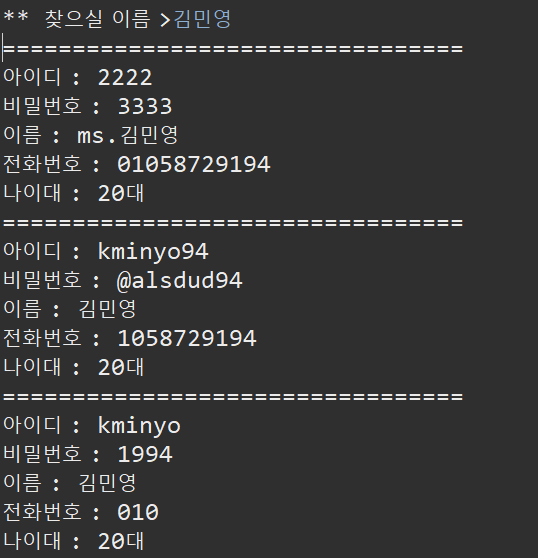 ** 찾으실 이름 >김민영
=================================
아이디 : 2222
비밀번호 : 3333
이름 : ms.김민영
전화번호 : 01058729194
나이대 : 20대
=================================
아이디 : kminyo94
비밀번호 : @alsdud94
이름 : 김민영
전화번호 : 1058729194
나이대 : 20대
=================================
아이디 : kminyo
비밀번호 : 1994
이름 : 김민영
전화번호 : 010
나이대 : 20대